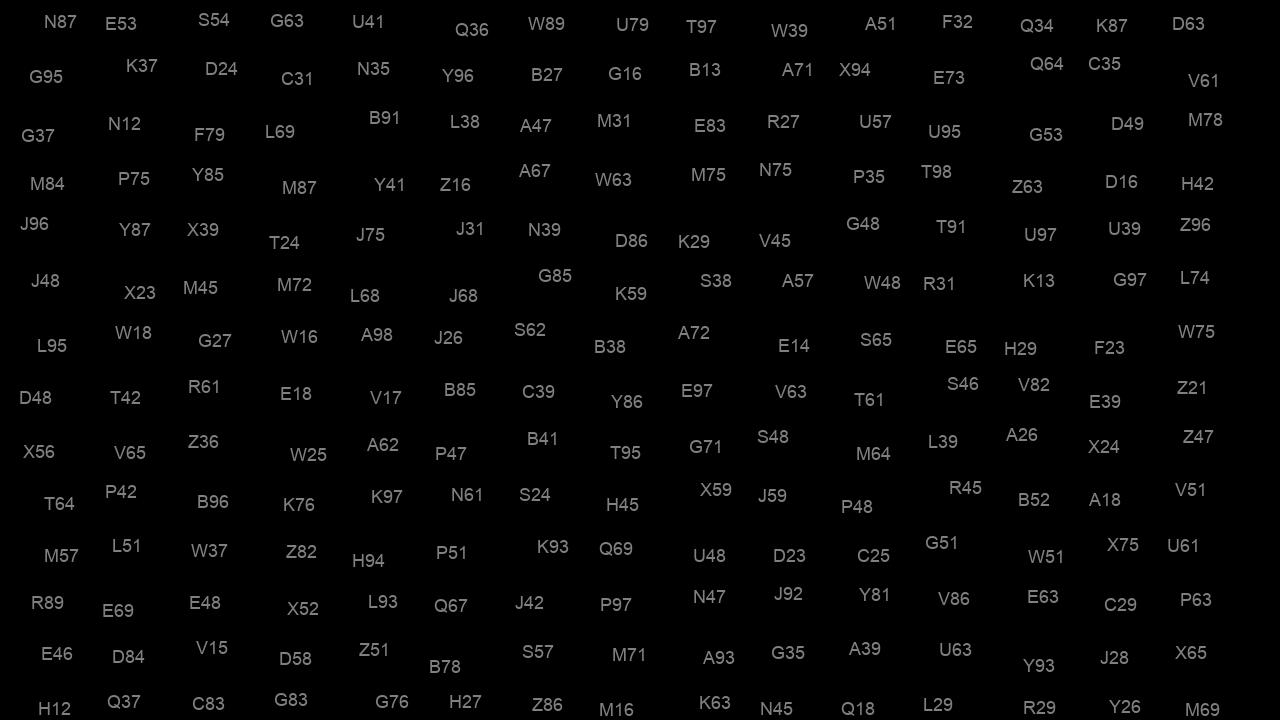 N87 E53 S54 G63 U41 Q36 W89 U79 T97 W39 A51 F32 Q34 K87 D63
G95 K37 D24 C31 N35 Y96 B27 G16 B13 A71 X94 E73 Q64 C35 V61
G37 N12 F79 L69 B91 L38 A47 M31 E83 R27 U57 U95 G53 D49 M78
M84 P75 Y85 M87 Y41 Z16 A67 W63 M75 N75 P35 T98 Z63 D16 H42
J96 Y87 X39 T24 J75 J31 N39 D86 K29 V45 G48 T91 U97 U39 Z96
J48 X23 M45 M72 L68 J68 G85 K59 S38 A57 W48 R31 K13 G97 L74
L95 W18 G27 W16 A98 J26 S62 B38 A72 E14 S65 E65 H29 F23 W75
D48 T42 R61 E18 V17 B85 C39 Y86 E97 V63 T61 S46 V82 E39 Z21
X56 V65 Z36 W25 A62 P47 B41 T95 G71 S48 M64 L39 A26 X24 Z47
T64 P42 B96 K76 K97 N61 S24 H45 X59 J59 P48 R45 B52 A18 V51
M57 L51 W37 Z82 H94 P51 K93 Q69 U48 D23 C25 G51 W51 X75 U61
R89 E69 E48 X52 L93 Q67 J42 P97 N47 J92 Y81 V86 E63 C29 P63
E46 D84 V15 D58 Z51 B78 S57 M71 A93 G35 A39 U63 Y93 J28 X65
H12 Q37 C83 G83 G76 H27 Z86 M16 K63 N45 Q18 L29 R29 Y26 M69